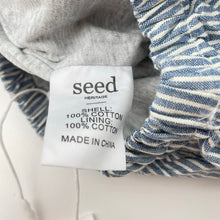 seed
HERITAGE
SHELL:
100% COTTON
LINING:
100% COTTON
MADE IN CHINA